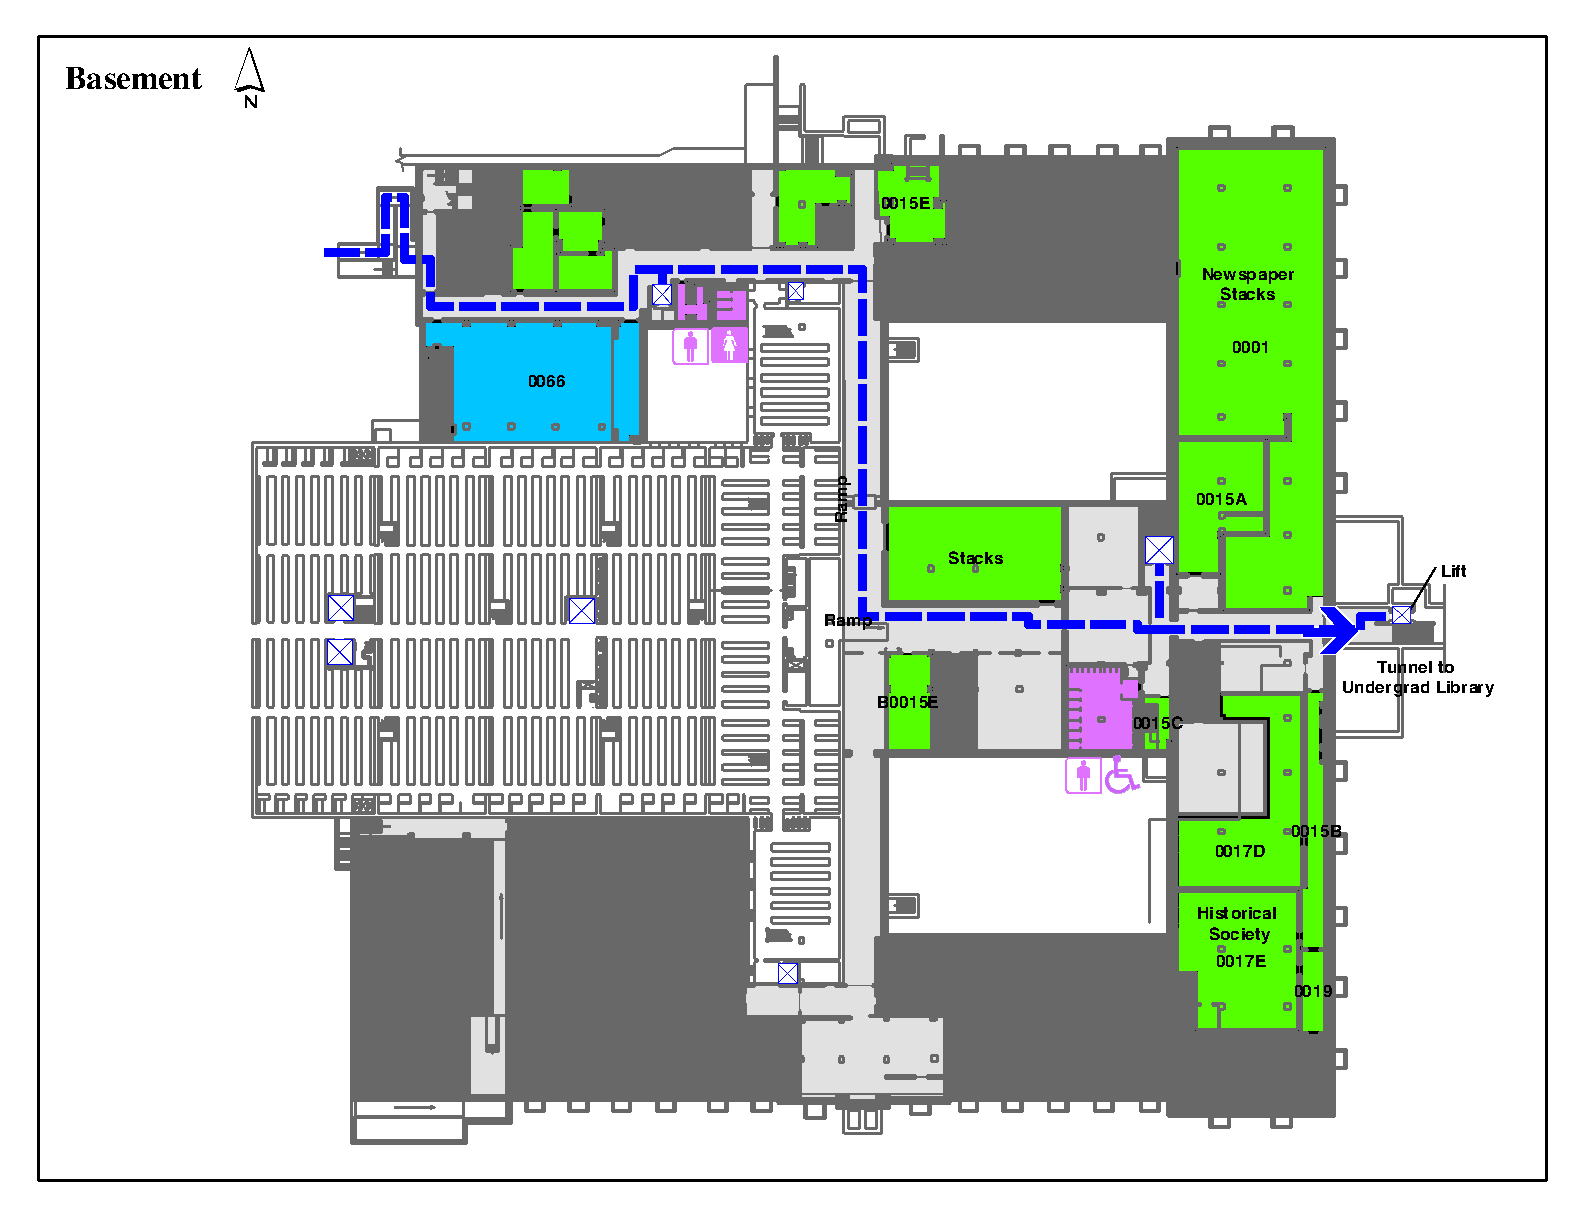 Basement
N
0015E
Newspaper
Stacks
0001
0066
0015A
Ramp
Stacks
Lift
Ramp
Tunnel to
Undergrad Library
B0015E
0015C
0015B
0017D
Historical
Society
0017E
0019